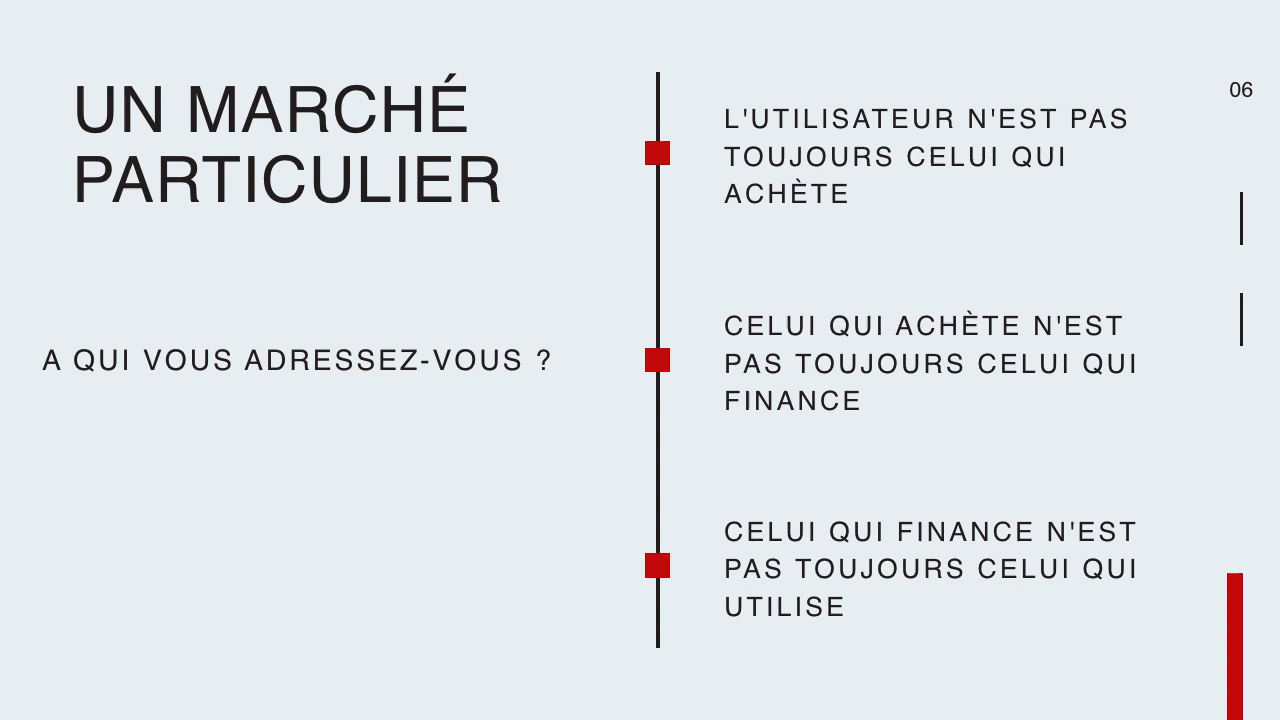 UN MARCHÉ
PARTICULIER
A QUI VOUS ADRESSEZ-VOUS ?
L'UTILISATEUR N'EST PAS
TOUJOURS CELUI QUI
ACHÈTE
CELUI QUI ACHÈTE N'EST
PAS TOUJOURS CELUI QUI
FINANCE
CELUI QUI FINANCE N'EST
PAS TOUJOURS CELUI QUI
UTILISE
06